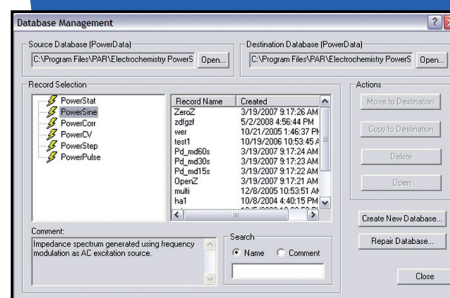 Database Management
Source Database (PowerData)
C:\Program Files\PAR\Electrochemistry PowerS
Open...
Destination Database (PowerData)
C:\Program Files\PAR\Electrochemistry PowerS
Open...
Record Selection
PowerStat
PowerSine
PowerCorr
PowerCV
PowerStep
PowerPulse
Record Name Created
ZeroZ 3/19/2007 9:17:26 AM
zdfgzf 5/2/2008 4:56:44 PM
wer 10/21/2005 1:46:37 PM
test1 10/19/2006 10:53:45 A
Pd_md60s 3/19/2007 9:17:24 AM
Pd_md30s 3/19/2007 9:17:23 AM
Pd_md15s 3/19/2007 9:17:22 AM
OpenZ 3/19/2007 9:17:21 AM
multi 12/8/2005 10:53:51 AM
ha1 10/8/2004 4:40:15 PM
Actions
Move to Destination
Copy to Destination
Delete
Open
Create New Database...
Repair Database...
Close
Comment:
Impedance spectrum generated using frequency
modulation as AC excitation source.
Search
Name Comment